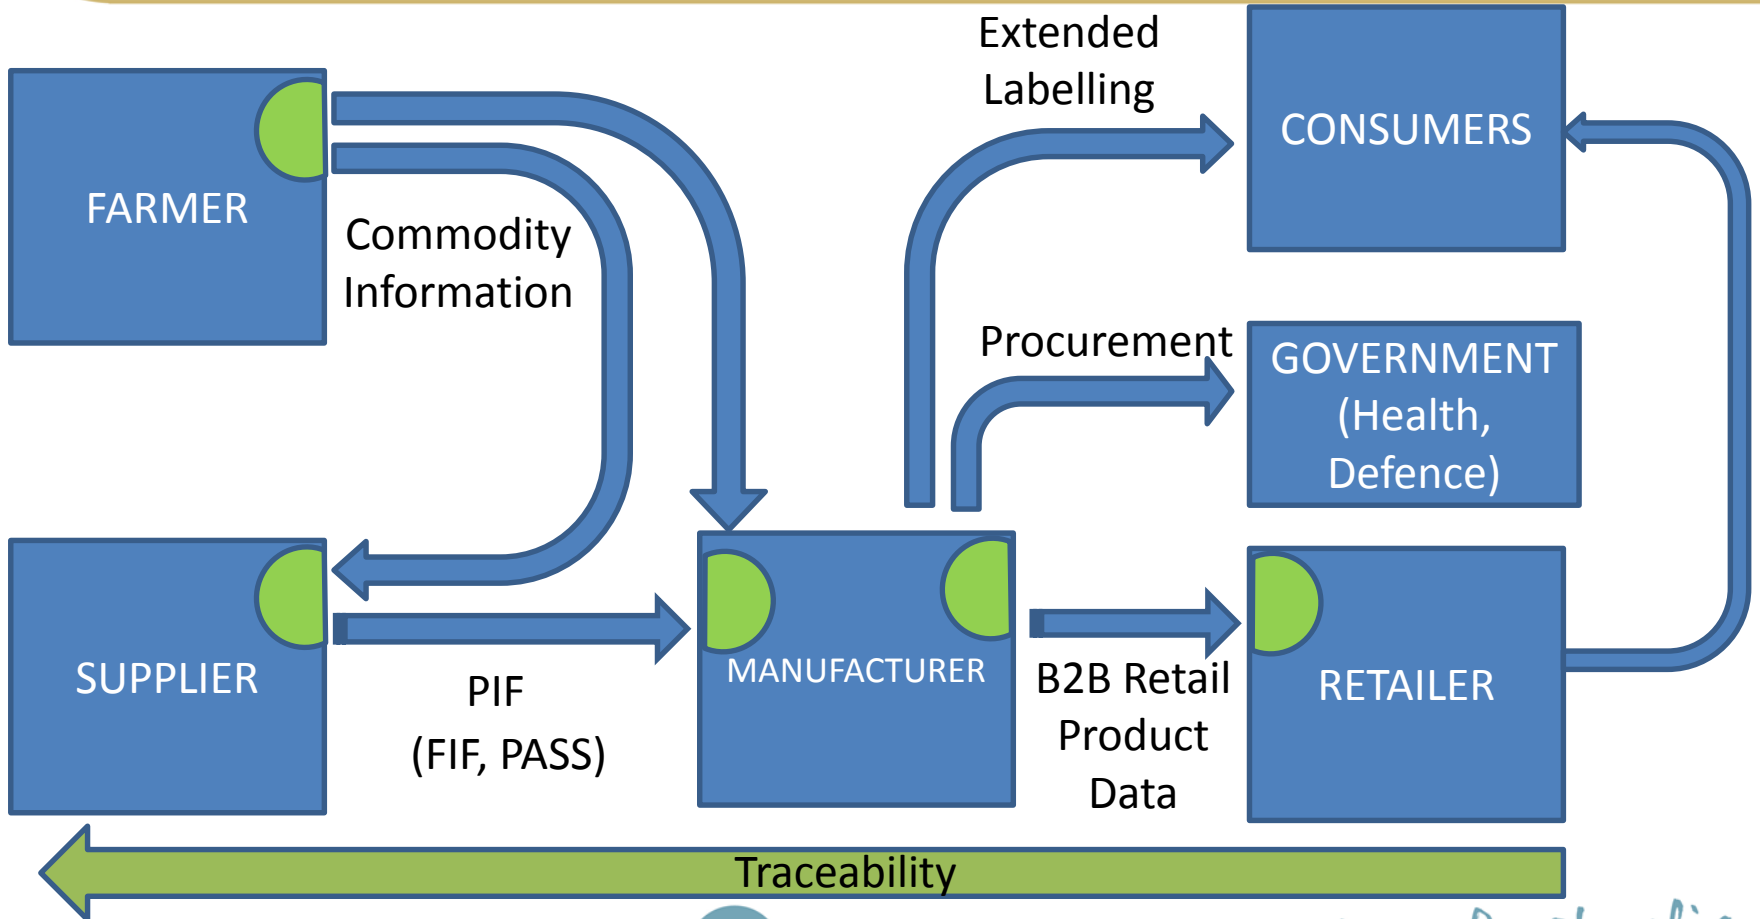 Extended
Labelling
CONSUMERS
FARMER
Commodity
Information
Procurement
GOVERNMENT
(Health,
Defence)
SUPPLIER
PIF
(FIF, PASS)
MANUFACTURER
B2B Retail
Product
Data
RETAILER
Traceability